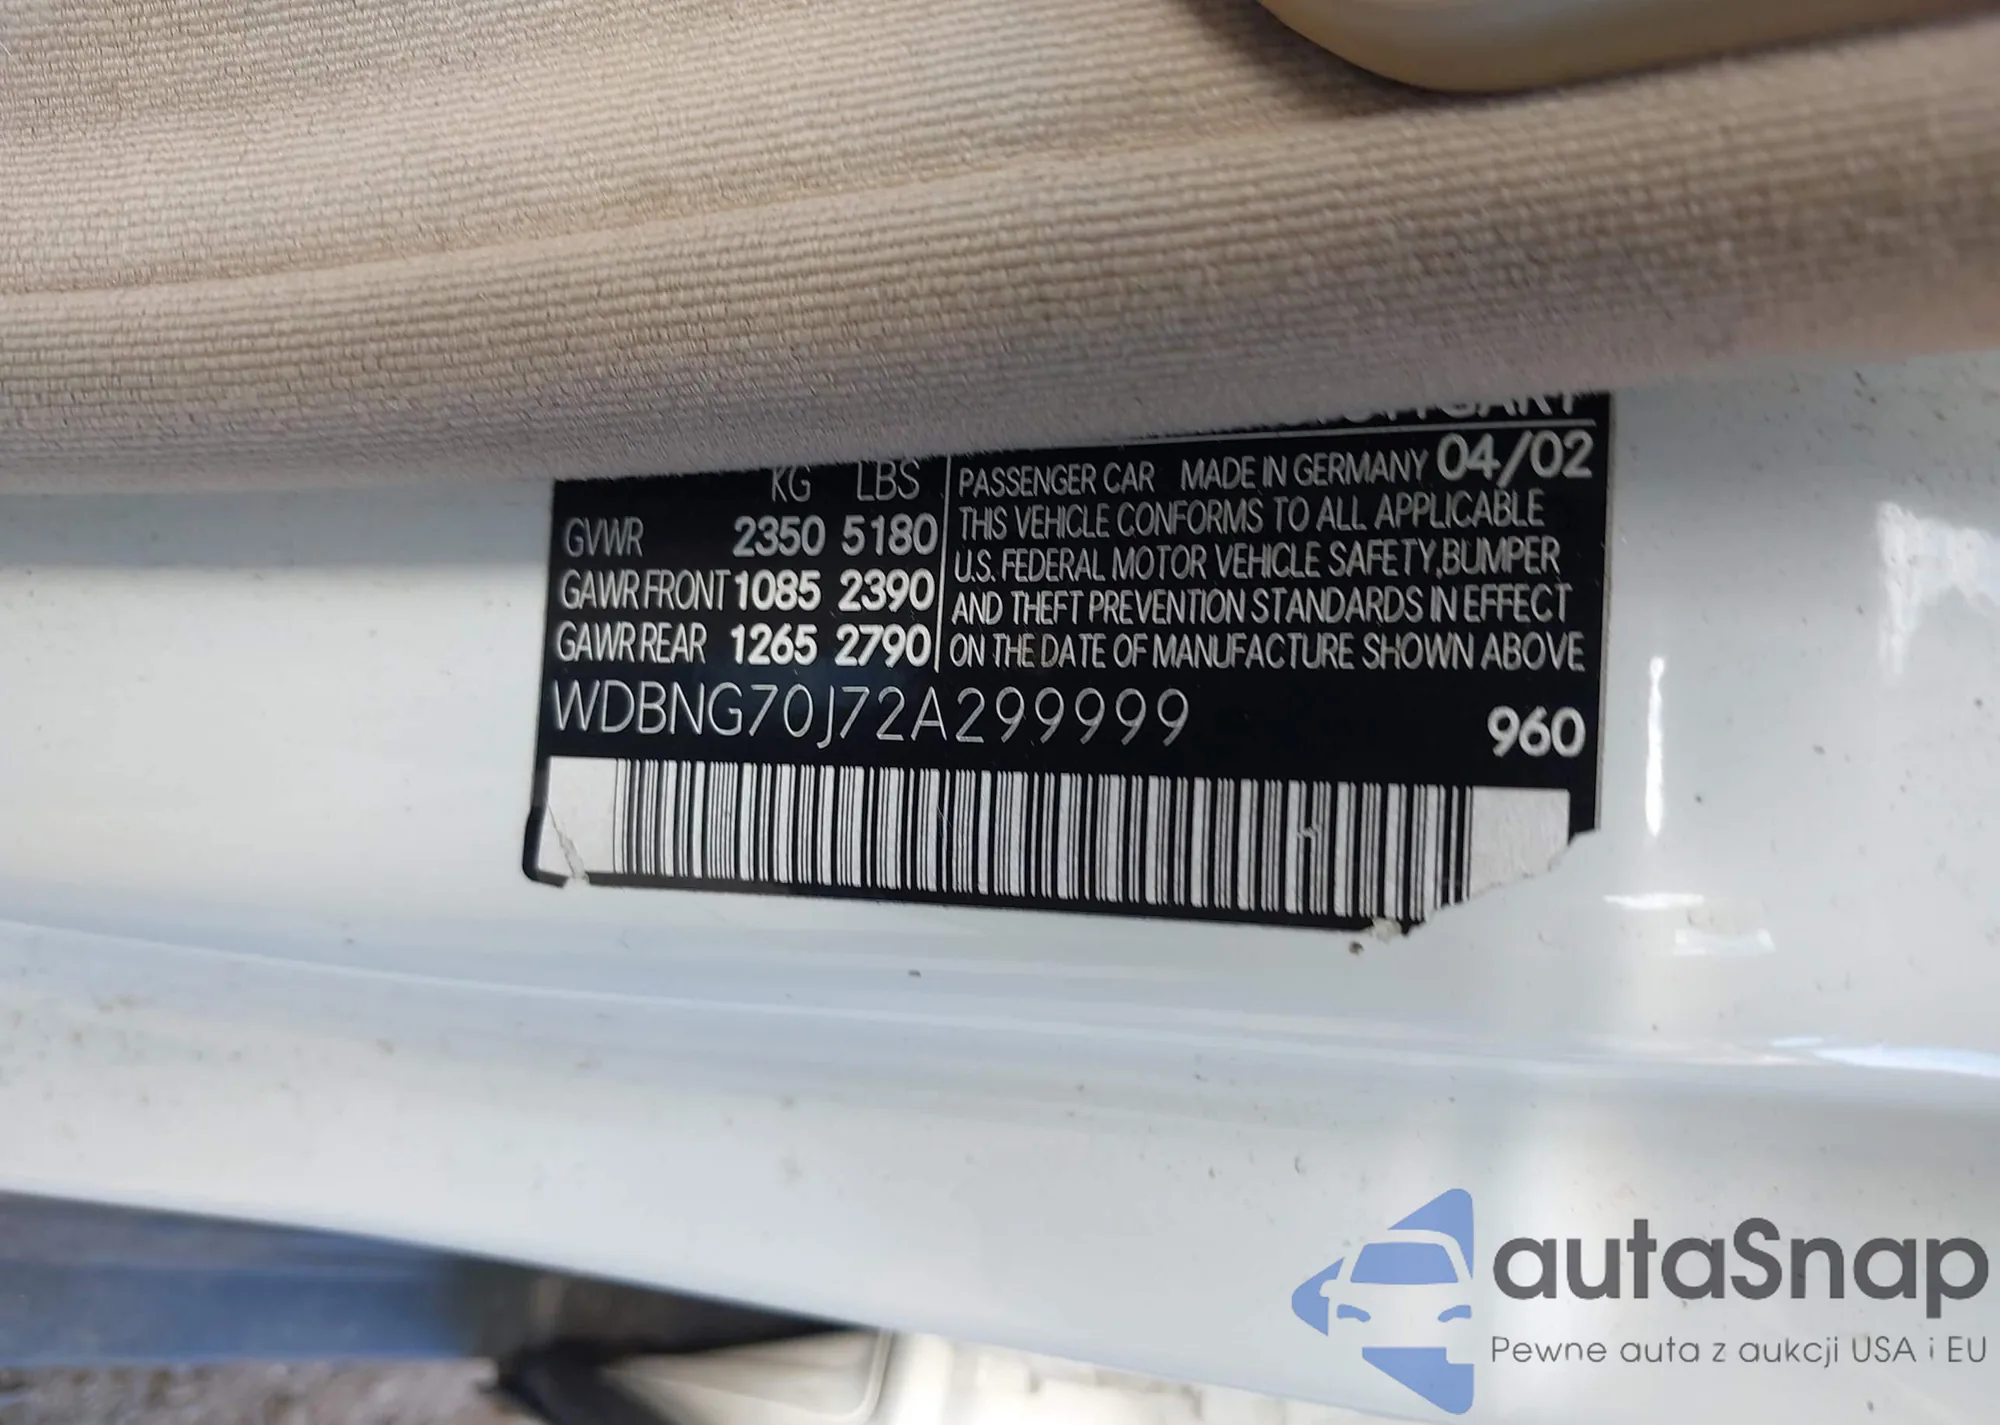 KG LBS
GVWR 2350 5180
GAWR FRONT 1085 2390
GAWR REAR 1265 2790
PASSENGER CAR MADE IN GERMANY 04/02
THIS VEHICLE CONFORMS TO ALL APPLICABLE
U.S. FEDERAL MOTOR VEHICLE SAFETY,BUMPER
AND THEFT PREVENTION STANDARDS IN EFFECT
ON THE DATE OF MANUFACTURE SHOWN ABOVE
WDBNG70J72A299999
960
autaSnap
Pewne auta z aukcji USA i EU